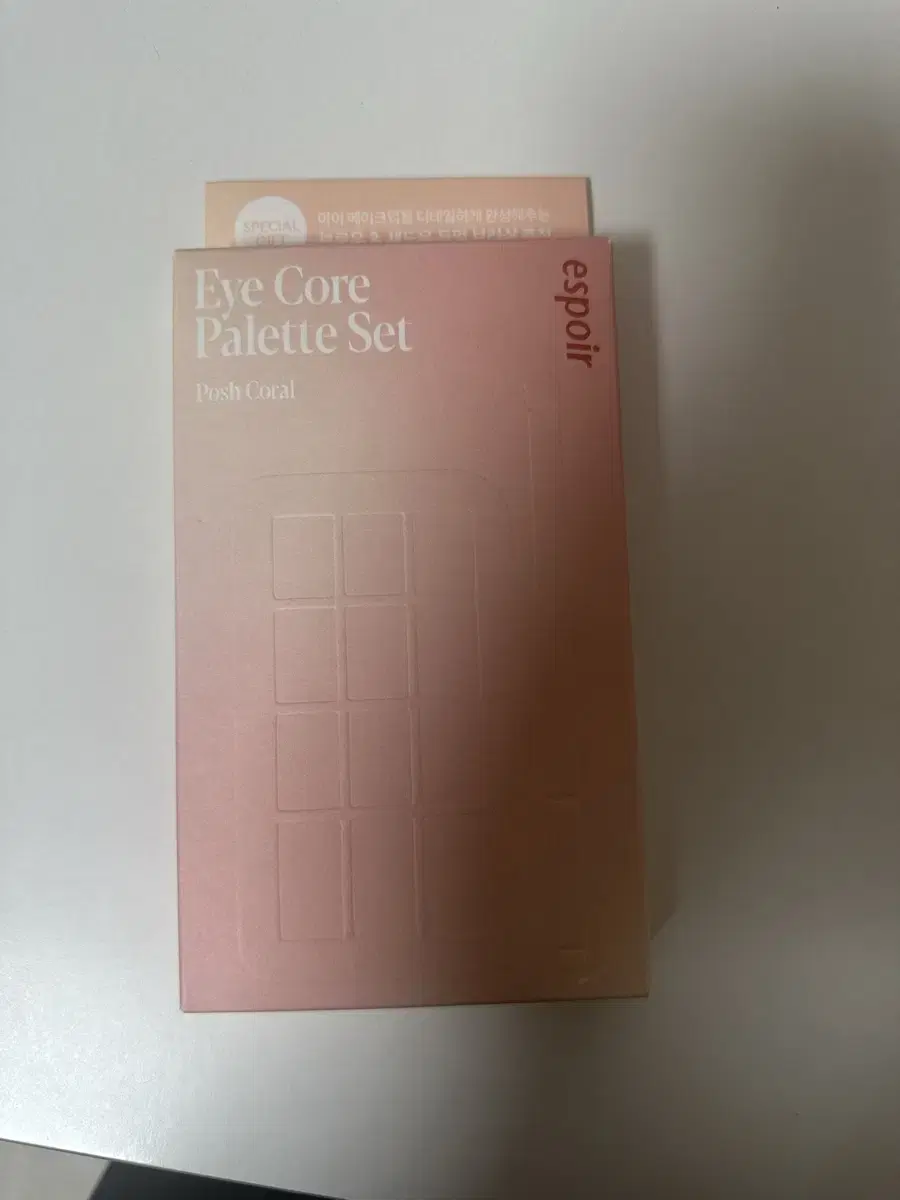 SPECIAL
GIFT
아이 메이크업을 디테일하게 완성해주는
Eye Core
Palette Set
Posh Coral
espoir